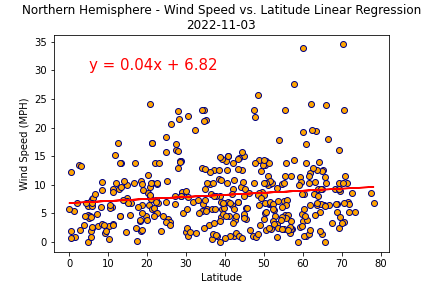 Northern Hemisphere - Wind Speed vs. Latitude Linear Regression
2022-11-03
y = 0.04x + 6.82
Wind Speed (MPH)
35
30
25
20
15
10
5
0
0 10 20 30 40 50 60 70 80
Latitude